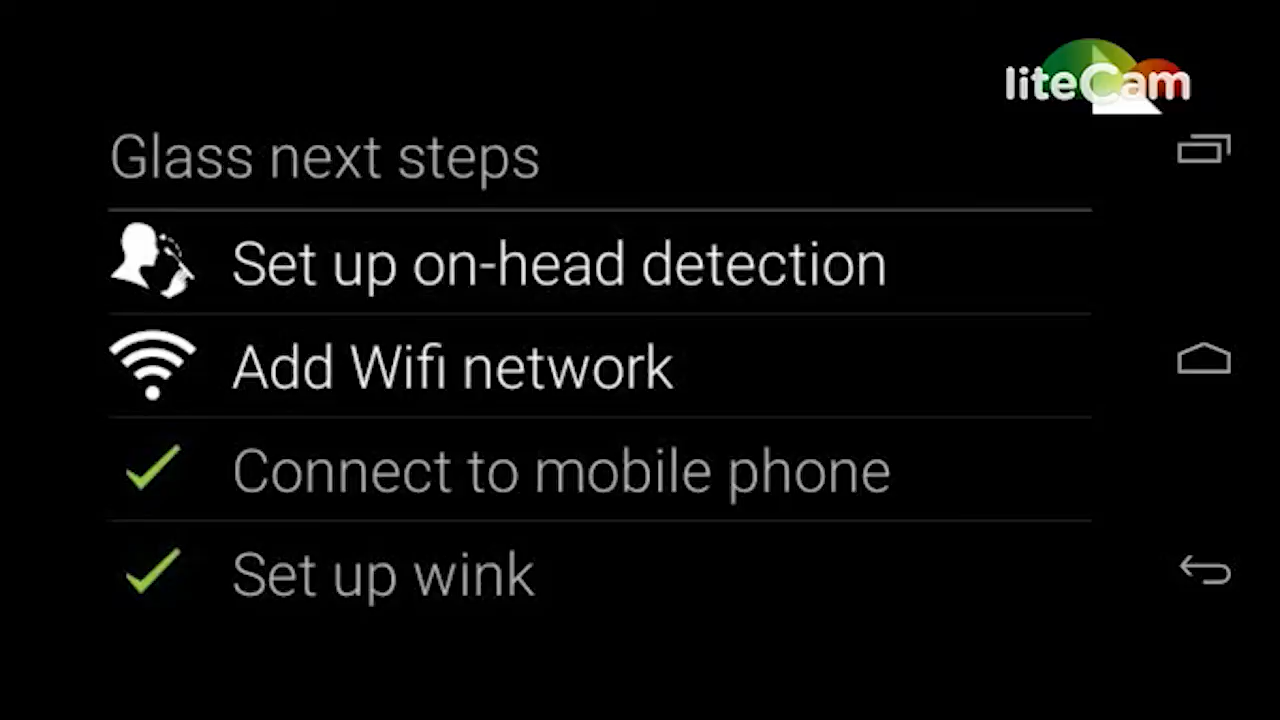 liteCam
Glass next steps
Set up on-head detection
Add Wifi network
Connect to mobile phone
Set up wink